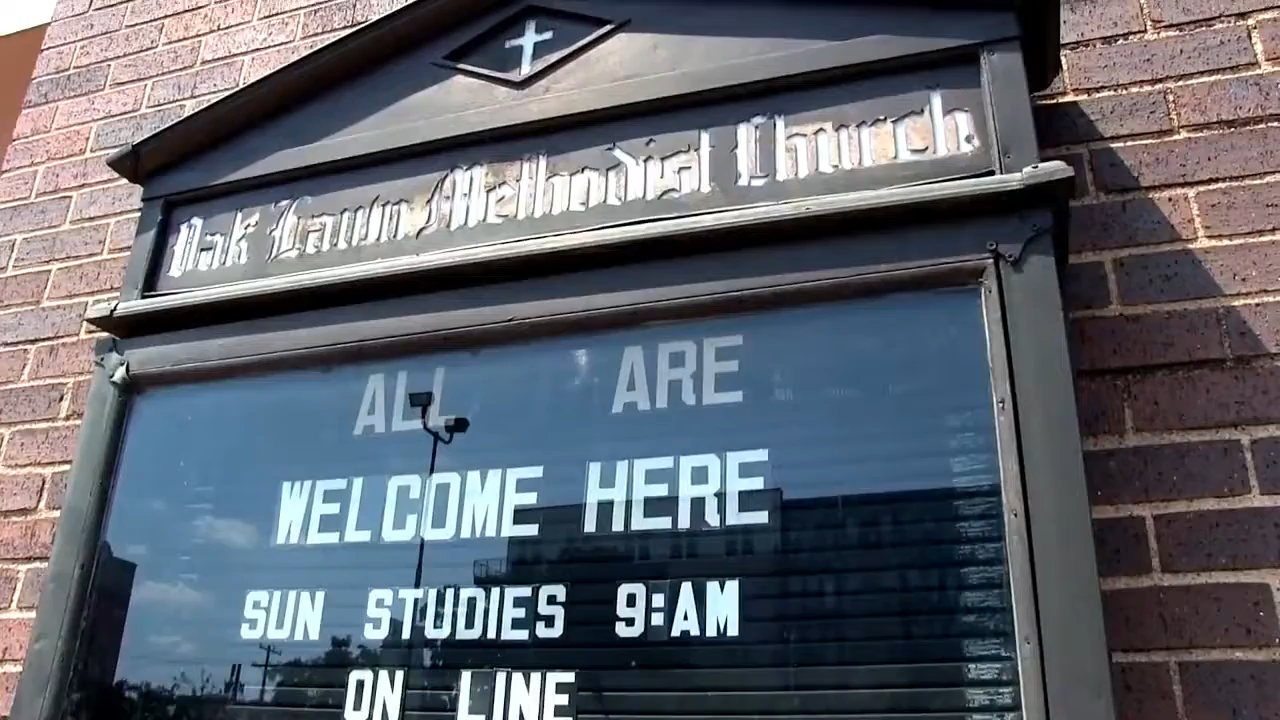 Oak Lawn Methodist Church
ALL ARE
WELCOME HERE
SUN STUDIES 9:AM
ON LINE